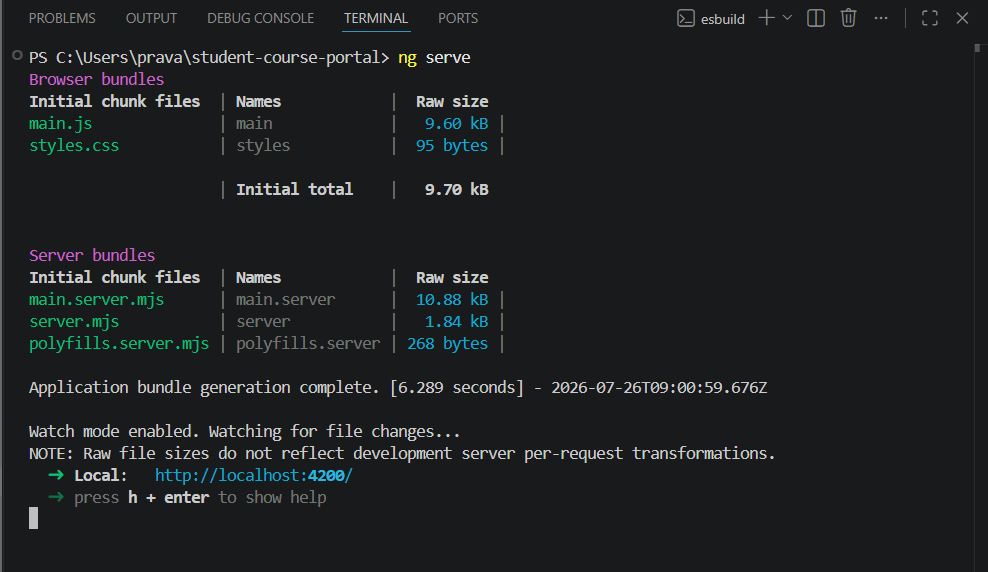 PROBLEMS OUTPUT DEBUG CONSOLE TERMINAL PORTS esbuild
PS C:\Users\prava\student-course-portal> ng serve
Browser bundles
Initial chunk files | Names | Raw size
main.js | main | 9.60 kB |
styles.css | styles | 95 bytes |
| Initial total | 9.70 kB
Server bundles
Initial chunk files | Names | Raw size
main.server.mjs | main.server | 10.88 kB |
server.mjs | server | 1.84 kB |
polyfills.server.mjs | polyfills.server | 268 bytes |
Application bundle generation complete. [6.289 seconds] - 2026-07-26T09:00:59.676Z
Watch mode enabled. Watching for file changes...
NOTE: Raw file sizes do not reflect development server per-request transformations.
➜ Local: http://localhost:4200/
➜ press h + enter to show help